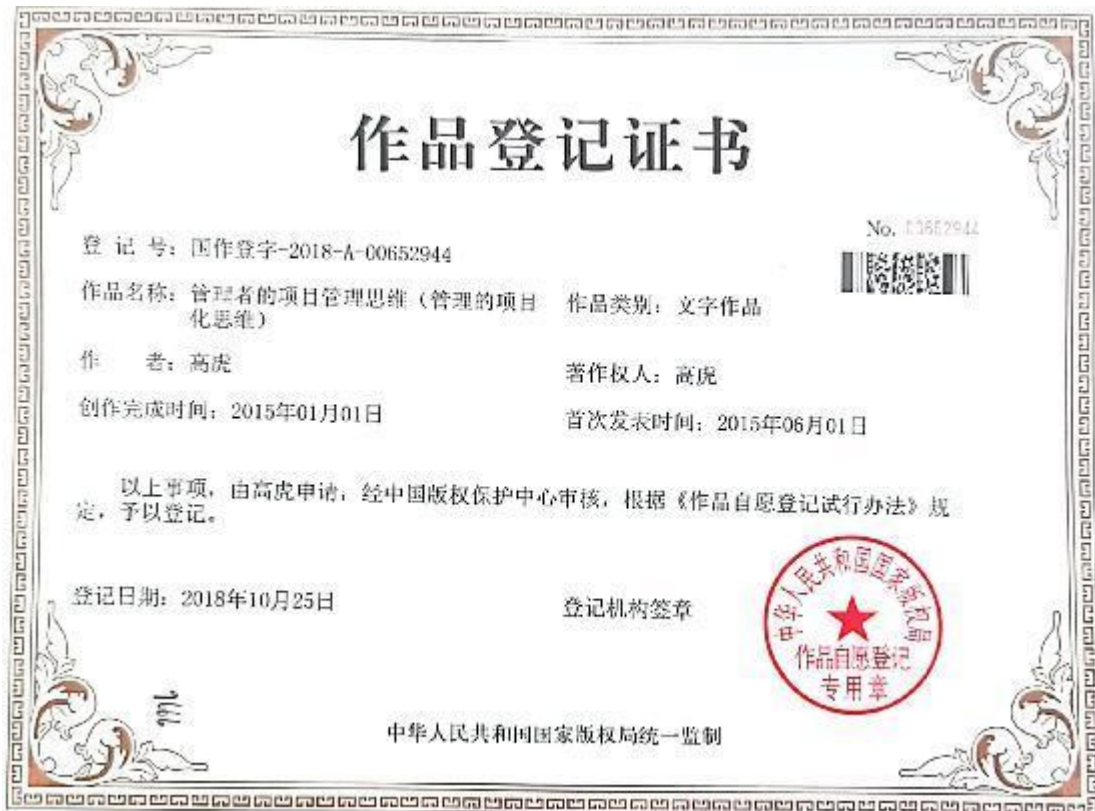 作品登记证书
No. 00652944
登 记 号：国作登字-2018-A-00652944
作品名称：管理者的项目管理思维（管理的项目化思维）
作品类别：文字作品
作 者：高虎
著作权人：高虎
创作完成时间：2015年01月01日
首次发表时间：2015年06月01日
以上事项，由高虎申请，经中国版权保护中心审核，根据《作品自愿登记试行办法》规
定，予以登记。
登记日期：2018年10月25日
登记机构签章
中华人民共和国国家版权局
作品自愿登记
专用章
中华人民共和国国家版权局统一监制